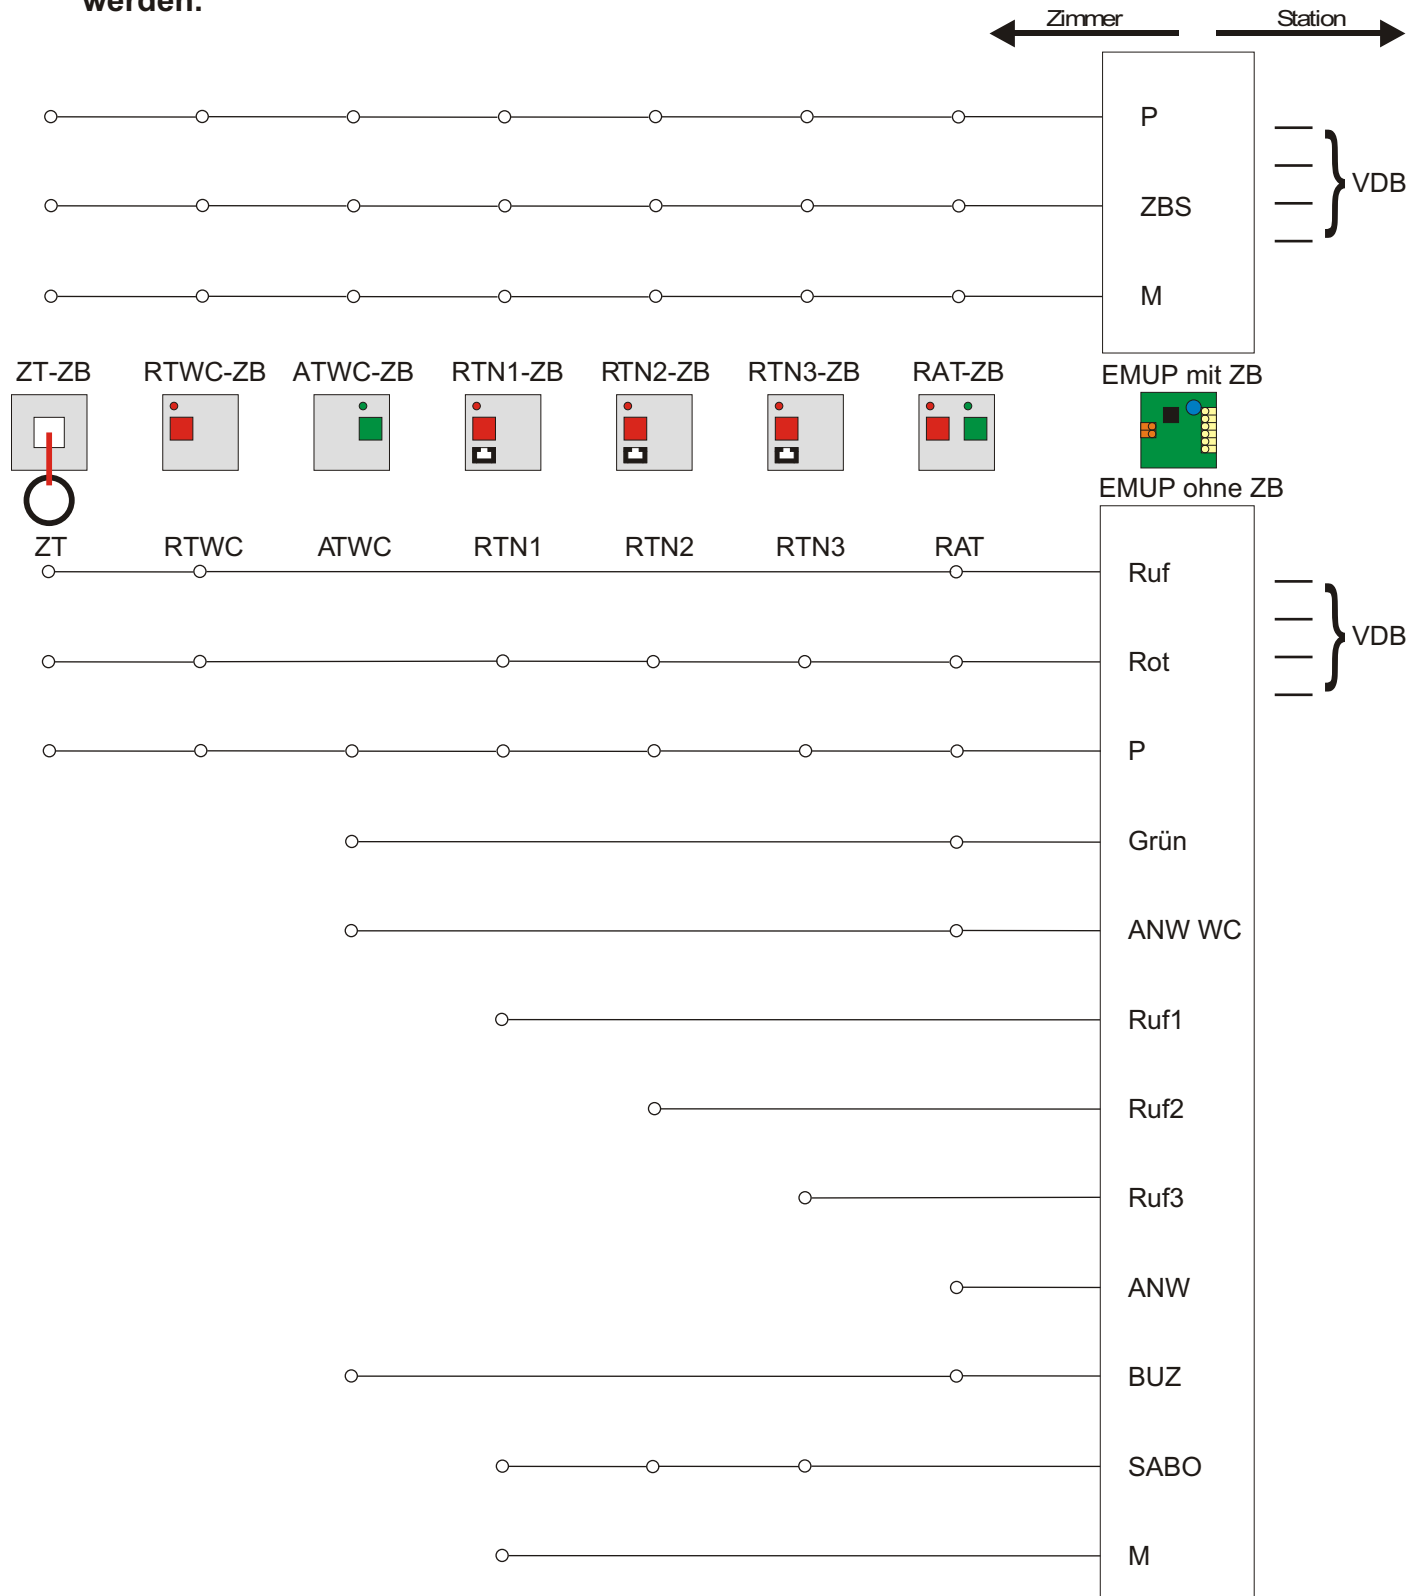 werden.
Zimmer Station
P
VDB
ZBS
M
ZT-ZB RTWC-ZB ATWC-ZB RTN1-ZB RTN2-ZB RTN3-ZB RAT-ZB EMUP mit ZB
EMUP ohne ZB
ZT RTWC ATWC RTN1 RTN2 RTN3 RAT
Ruf
VDB
Rot
P
Grün
ANW WC
Ruf1
Ruf2
Ruf3
ANW
BUZ
SABO
M